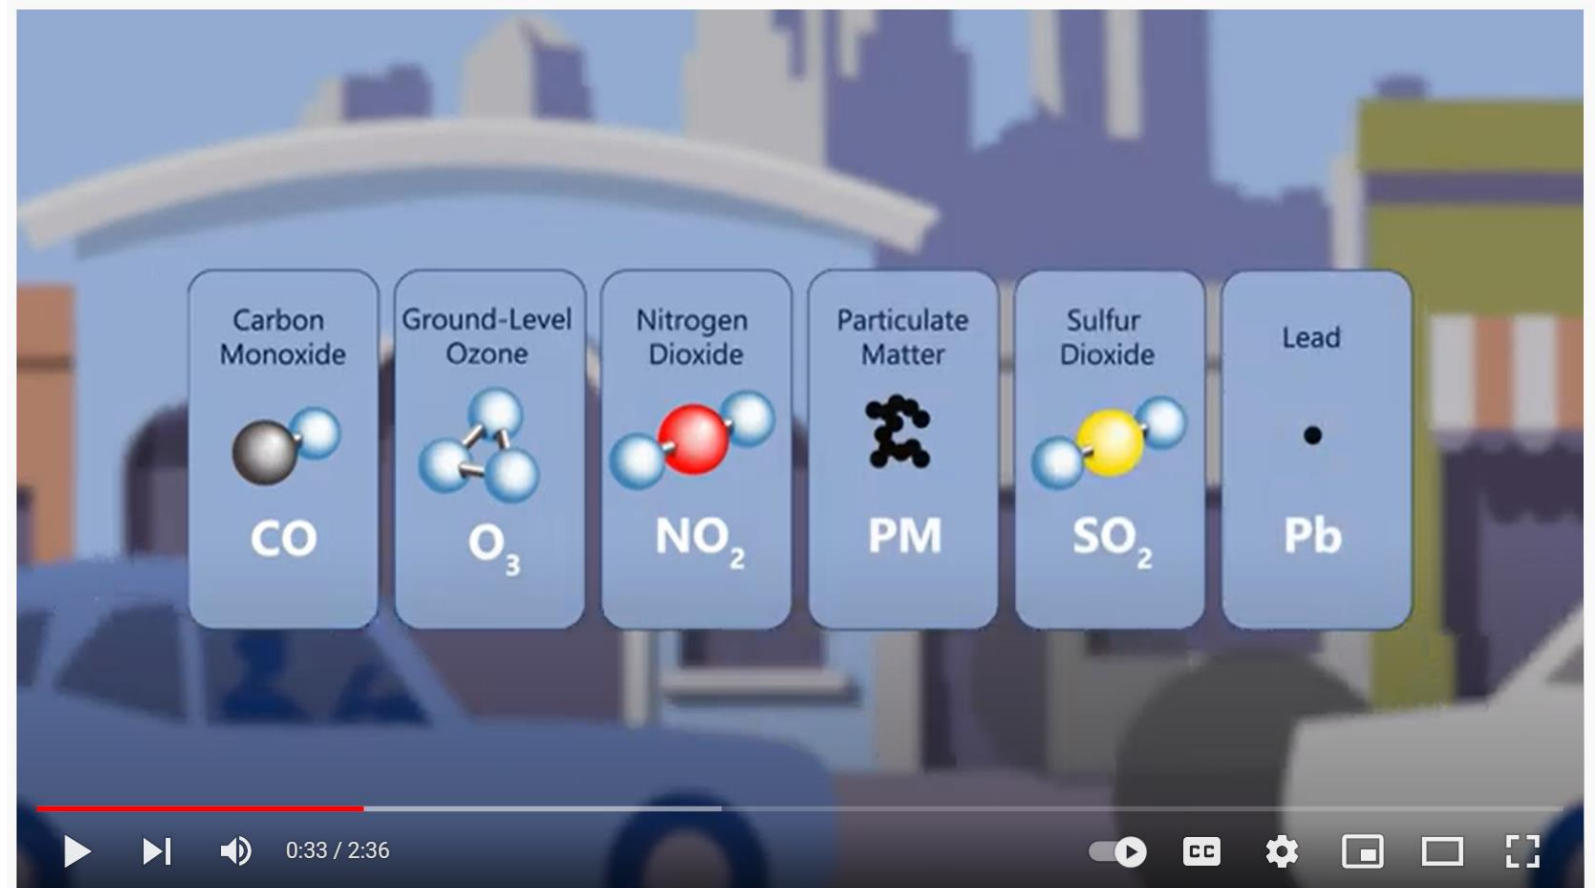 Carbon
Monoxide
CO
Ground-Level
Ozone
O3
Nitrogen
Dioxide
NO2
Particulate
Matter
PM
Sulfur
Dioxide
SO2
Lead
Pb
0:33 / 2:36
CC